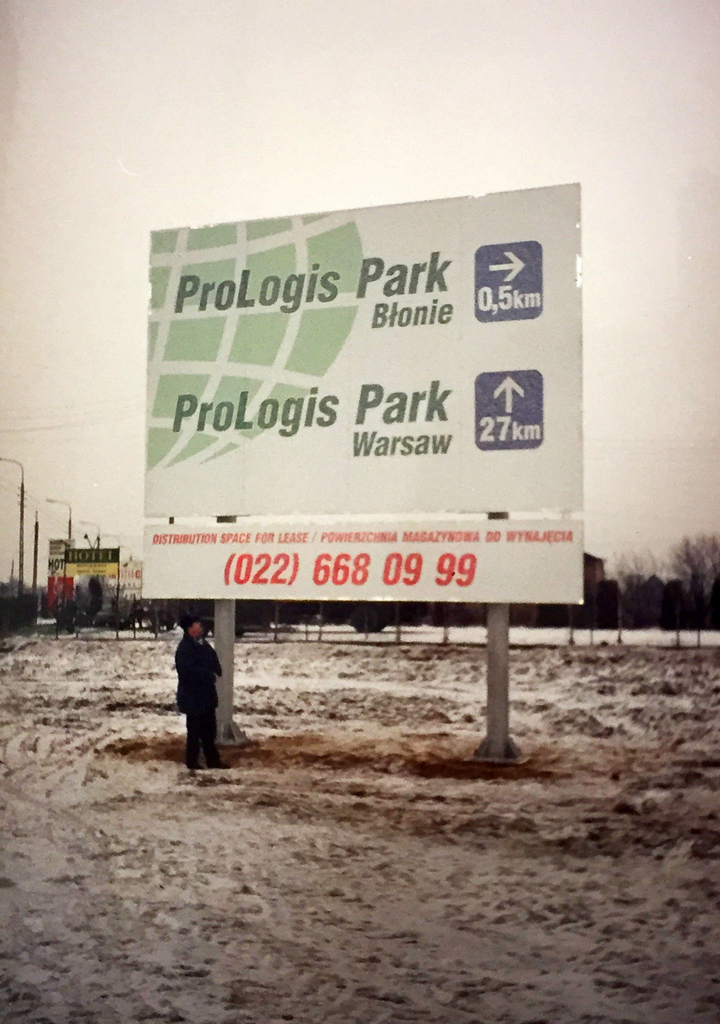 ProLogis Park
Błonie
→
0,5km
ProLogis Park
Warsaw
↑
27km
DISTRIBUTION SPACE FOR LEASE / POWIERZCHNIA MAGAZYNOWA DO WYNAJĘCIA
(022) 668 09 99
HOTEL
HOT